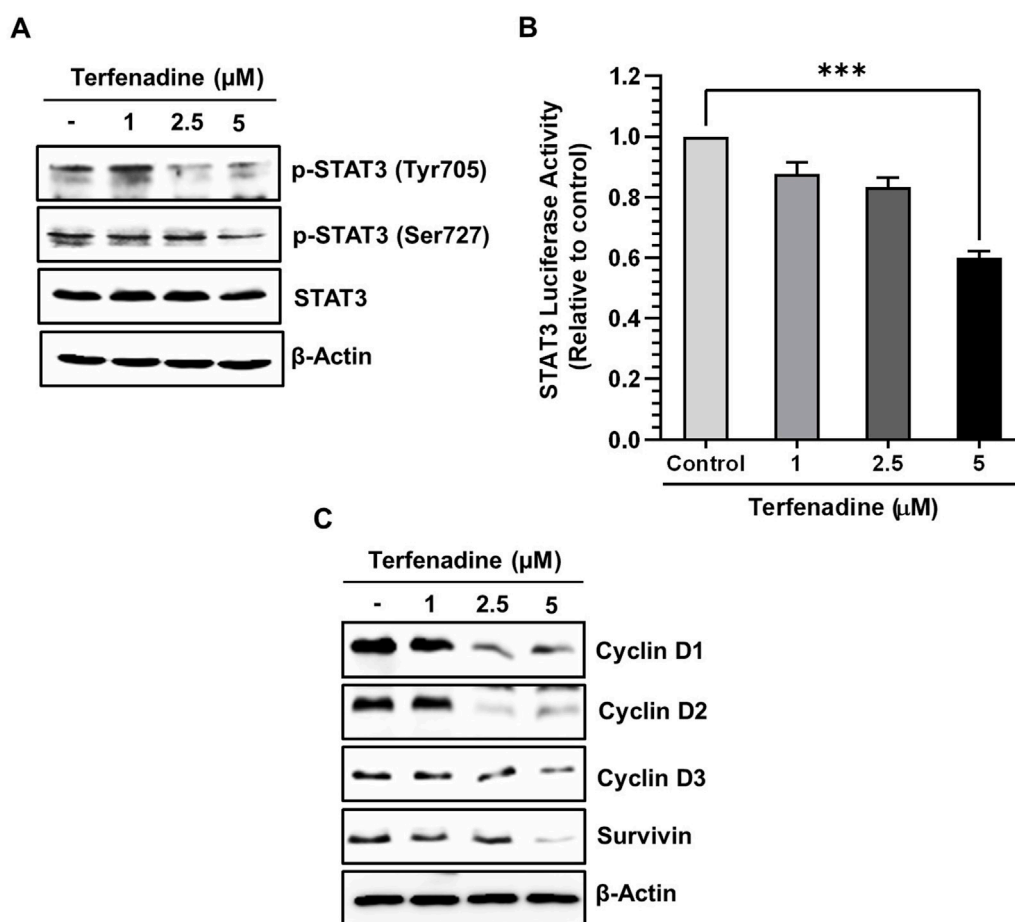 A
Terfenadine (µM)
- 1 2.5 5
p-STAT3 (Tyr705)
p-STAT3 (Ser727)
STAT3
β-Actin
B
STAT3 Luciferase Activity
(Relative to control)
1.2
1.0
0.8
0.6
0.4
0.2
0.0
***
Control 1 2.5 5
Terfenadine (µM)
C
Terfenadine (µM)
- 1 2.5 5
Cyclin D1
Cyclin D2
Cyclin D3
Survivin
β-Actin